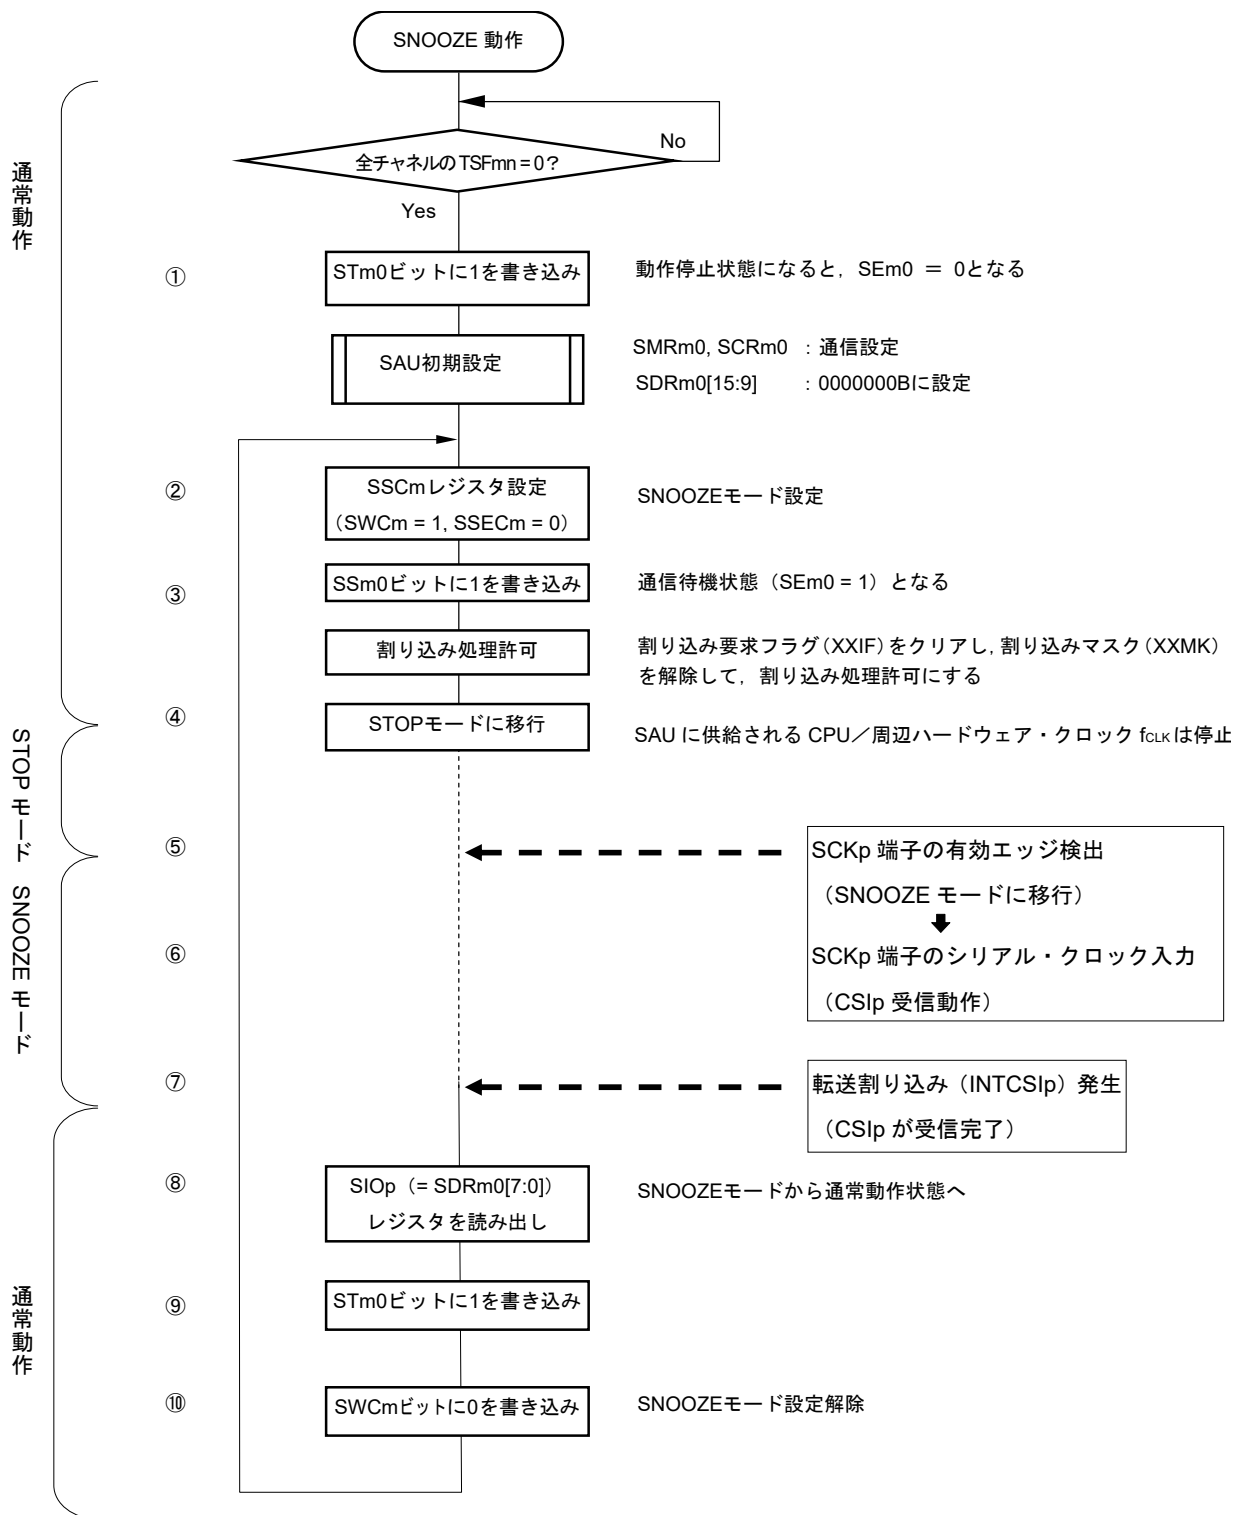 SNOOZE 動作
No
全チャネルの TSFmn = 0？
Yes
通常動作
①
STm0ビットに1を書き込み
動作停止状態になると，SEm0 ＝ 0となる
SAU初期設定
SMRm0, SCRm0 ：通信設定
SDRm0[15:9] ：0000000Bに設定
②
SSCmレジスタ設定
（SWCm = 1, SSECm = 0）
SNOOZEモード設定
③
SSm0ビットに1を書き込み
通信待機状態（SEm0 = 1）となる
割り込み処理許可
割り込み要求フラグ（XXIF）をクリアし，割り込みマスク（XXMK）
を解除して，割り込み処理許可にする
④
STOPモードに移行
SAU に供給される CPU／周辺ハードウェア・クロック fCLK は停止
STOP モード
⑤
SCKp 端子の有効エッジ検出
（SNOOZE モードに移行）
SNOOZE モード
⑥
SCKp 端子のシリアル・クロック入力
（CSIp 受信動作）
⑦
転送割り込み（INTCSIp）発生
（CSIp が受信完了）
⑧
SIOp（= SDRm0[7:0]）
レジスタを読み出し
SNOOZEモードから通常動作状態へ
通常動作
⑨
STm0ビットに1を書き込み
⑩
SWCmビットに0を書き込み
SNOOZEモード設定解除